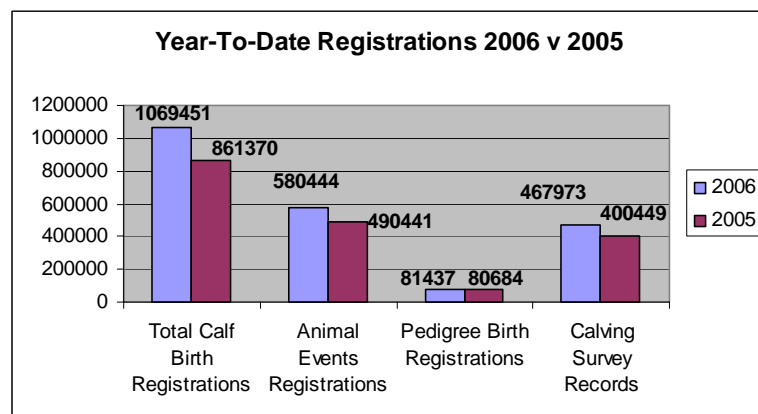 Year-To-Date Registrations 2006 v 2005
1200000
1000000
800000
600000
400000
200000
0
1069451
861370
580444
490441
81437
80684
467973
400449
Total Calf
Birth
Registrations
Animal
Events
Registrations
Pedigree Birth
Registrations
Calving
Survey
Records
2006
2005